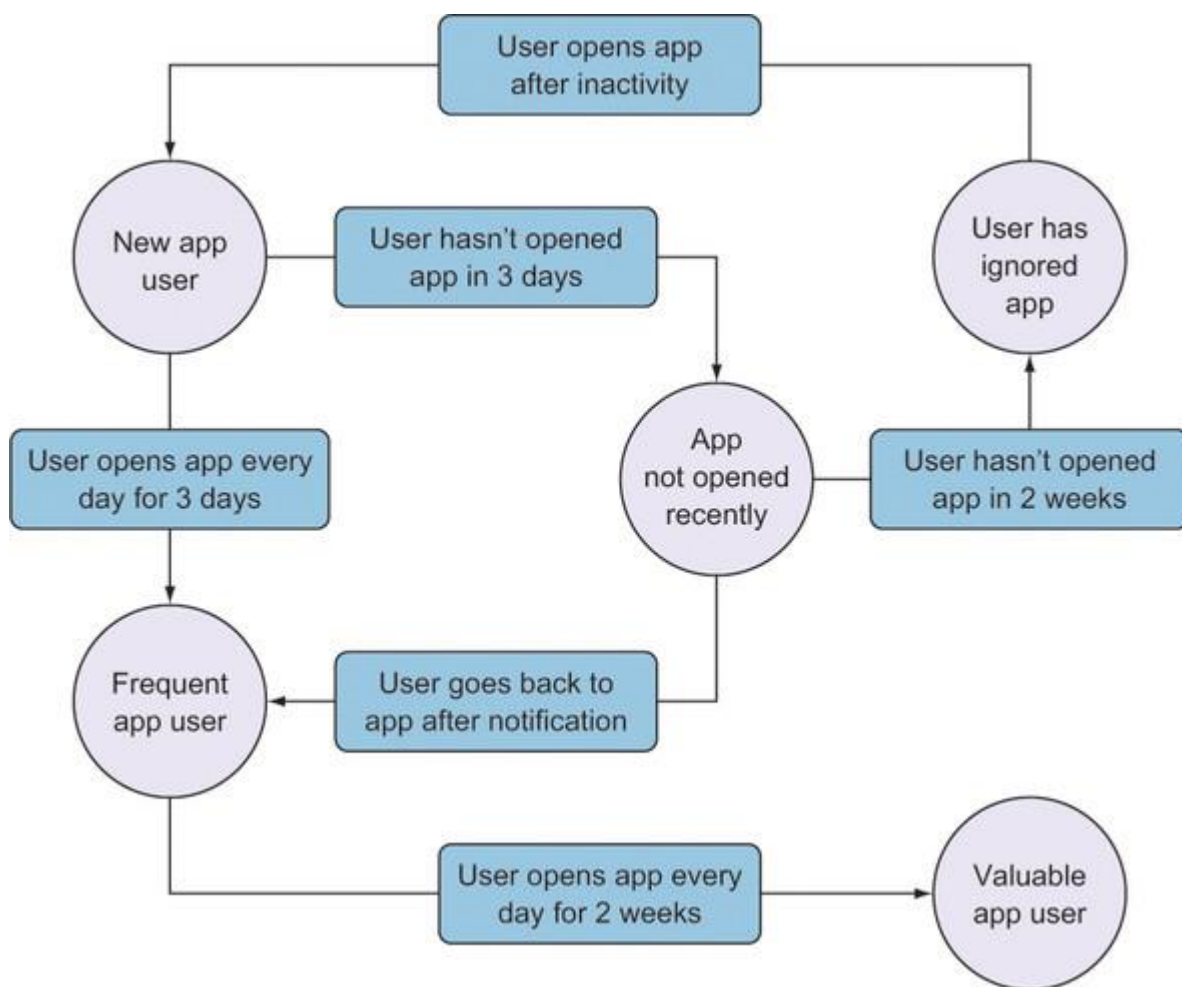 User opens app
after inactivity
New app
user
User hasn't opened
app in 3 days
User has
ignored
app
User opens app every
day for 3 days
App
not opened
recently
User hasn't opened
app in 2 weeks
Frequent
app user
User goes back to
app after notification
User opens app every
day for 2 weeks
Valuable
app user